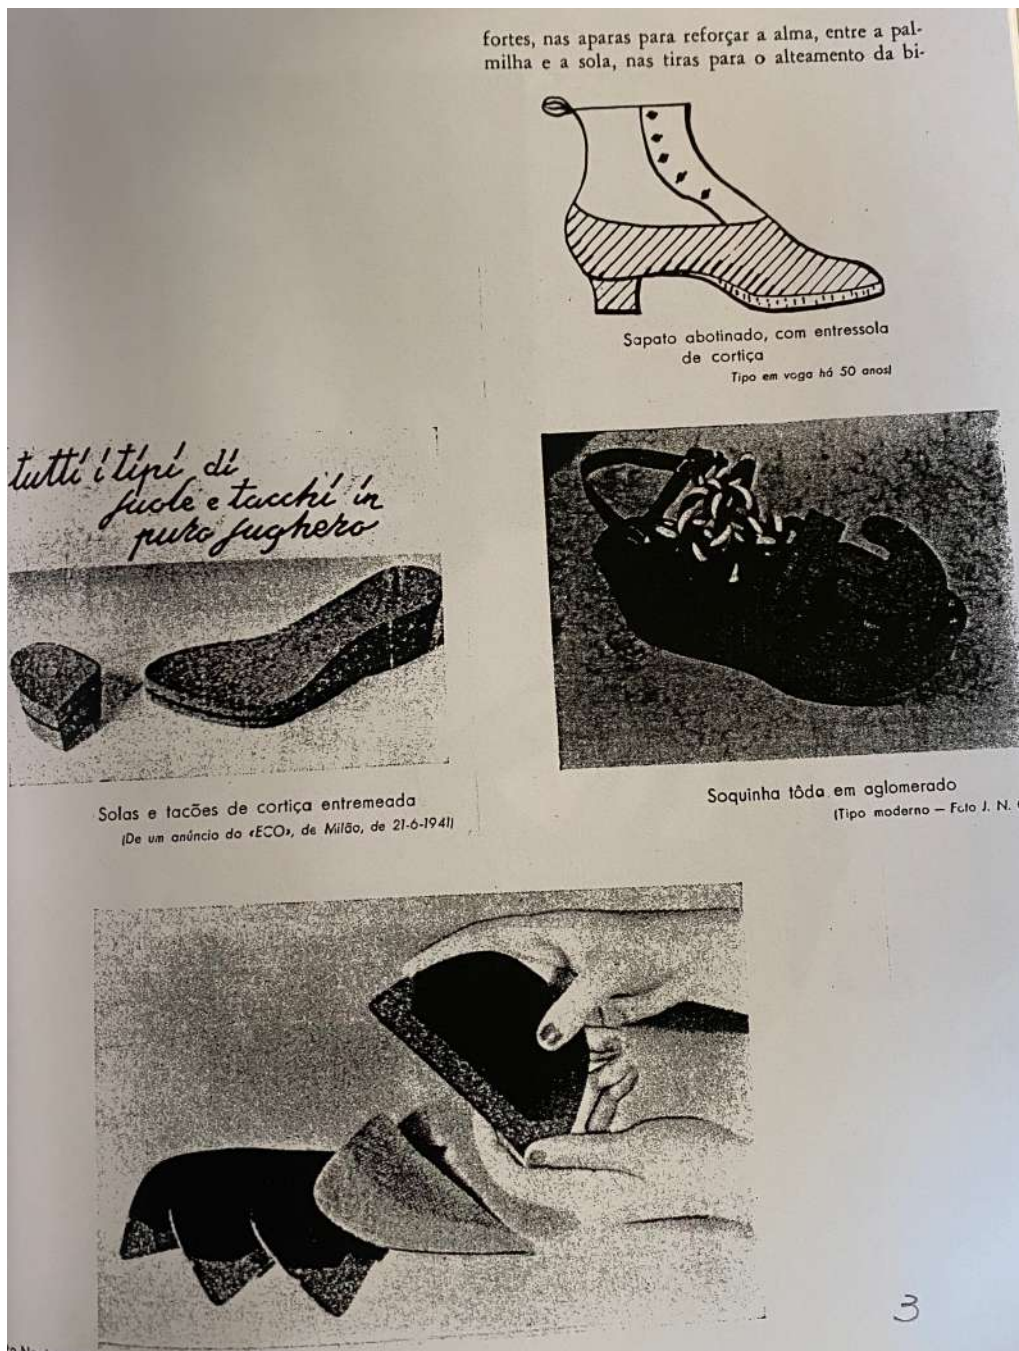 fortes, nas aparas para reforçar a alma, entre a pal-
milha e a sola, nas tiras para o alteamento da bi-
Sapato abotinado, com entressola
de cortiça
Tipo em voga há 50 anos)
tutti i tipi di
suole e tacchi in
puro sughero
Solas e tacões de cortiça entremeada
(De um anúncio do «ECO», de Milão, de 21-6-1941)
Soquinha tôda em aglomerado
(Tipo moderno — Foto J. N.
3